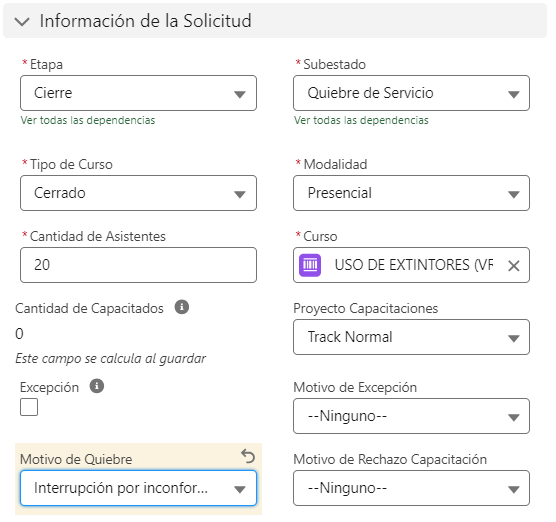 Información de la Solicitud
*Etapa
Cierre
Ver todas las dependencias
*Subestado
Quiebre de Servicio
Ver todas las dependencias
*Tipo de Curso
Cerrado
*Modalidad
Presencial
*Cantidad de Asistentes
20
*Curso
USO DE EXTINTORES (VF
Cantidad de Capacitados
0
Este campo se calcula al guardar
Proyecto Capacitaciones
Track Normal
Excepción
Motivo de Excepción
--Ninguno--
Motivo de Quiebre
Interrupción por inconfor...
Motivo de Rechazo Capacitación
--Ninguno--